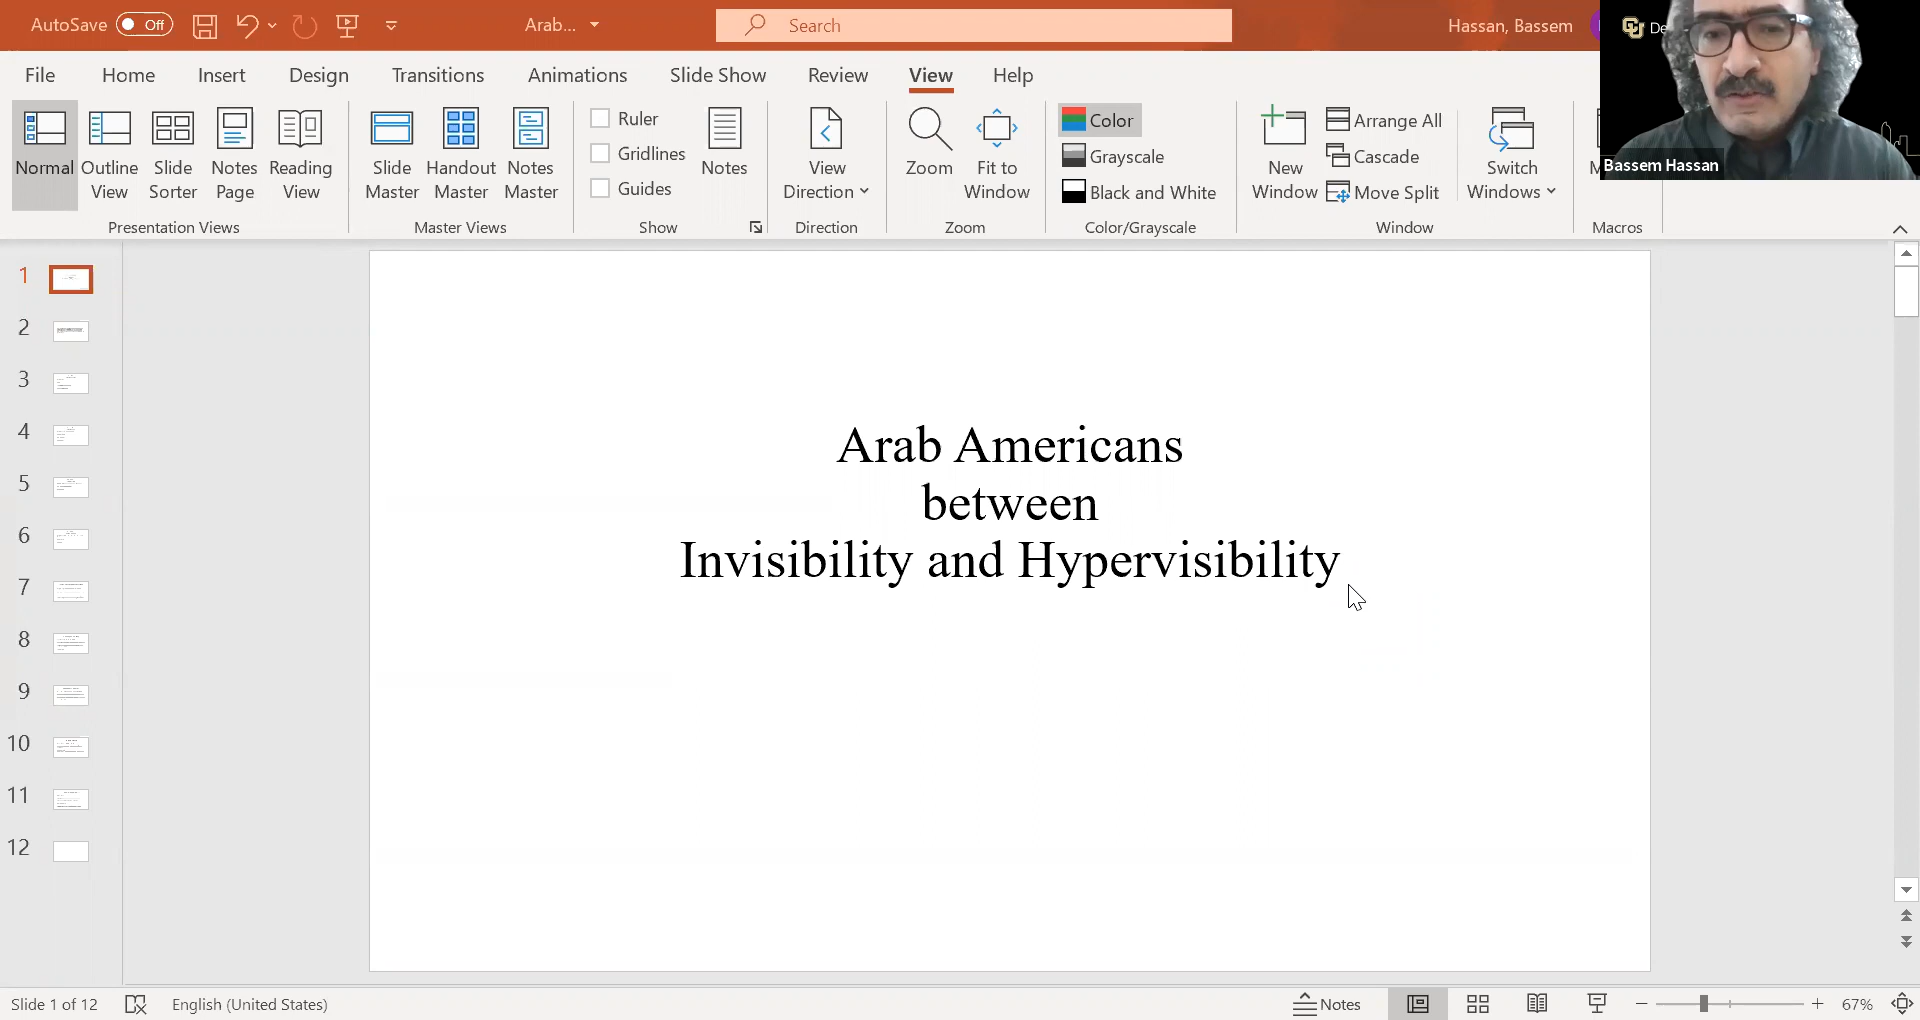 AutoSave Off Arab... Search Hassan, Bassem
File Home Insert Design Transitions Animations Slide Show Review View Help
Normal
Outline View
Slide Sorter
Notes Page
Reading View
Presentation Views
Slide Master
Handout Master
Notes Master
Master Views
Ruler
Gridlines
Guides
Show
Notes
View Direction
Direction
Zoom
Fit to Window
Zoom
Color
Grayscale
Black and White
Color/Grayscale
New Window
Arrange All
Cascade
Move Split
Switch Windows
Window
Macros
Bassem Hassan
1
2
3
4
5
6
7
8
9
10
11
12
Arab Americans
between
Invisibility and Hypervisibility
Slide 1 of 12 English (United States) Notes 67%